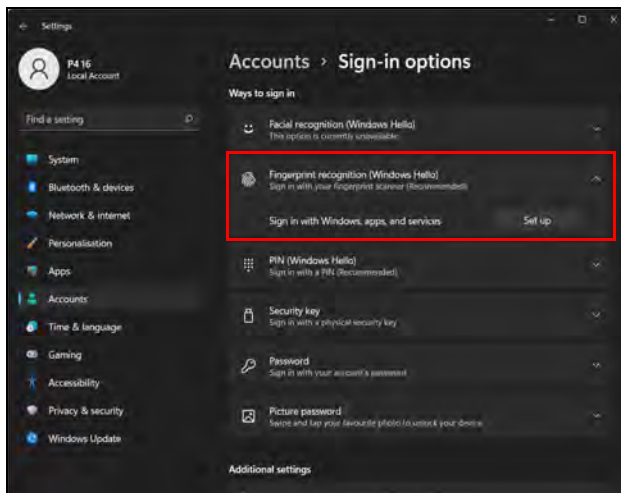 Settings
P416
Local Account
Find a setting
System
Bluetooth & devices
Network & internet
Personalisation
Apps
Accounts
Time & language
Gaming
Accessibility
Privacy & security
Windows Update
Accounts > Sign-in options
Ways to sign in
Facial recognition (Windows Hello)
This option is currently unavailable
Fingerprint recognition (Windows Hello)
Sign in with your fingerprint scanner (Recommended)
Sign in with Windows, apps, and services
Set up
PIN (Windows Hello)
Sign in with a PIN (Recommended)
Security key
Sign in with a physical security key
Password
Sign in with your account's password
Picture password
Swipe and tap your favourite photo to unlock your device
Additional settings